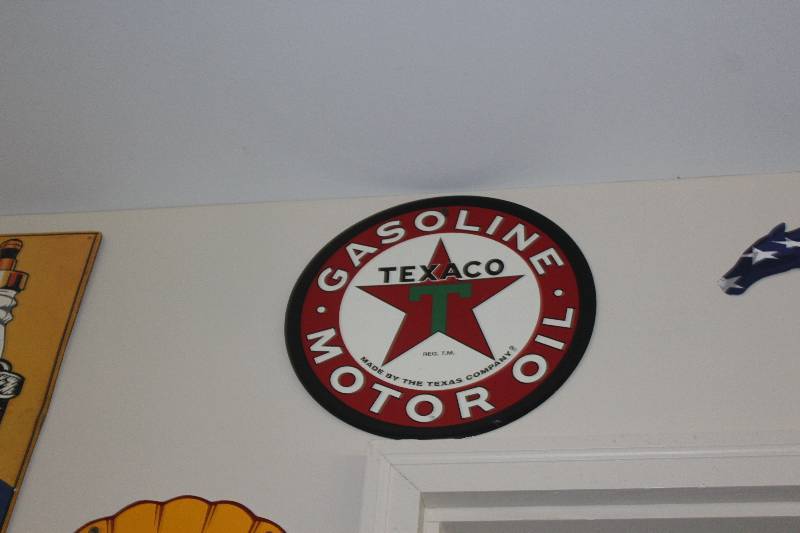 GASOLINE
TEXACO
T
REG. T.M.
MADE BY THE TEXAS COMPANY
MOTOR OIL